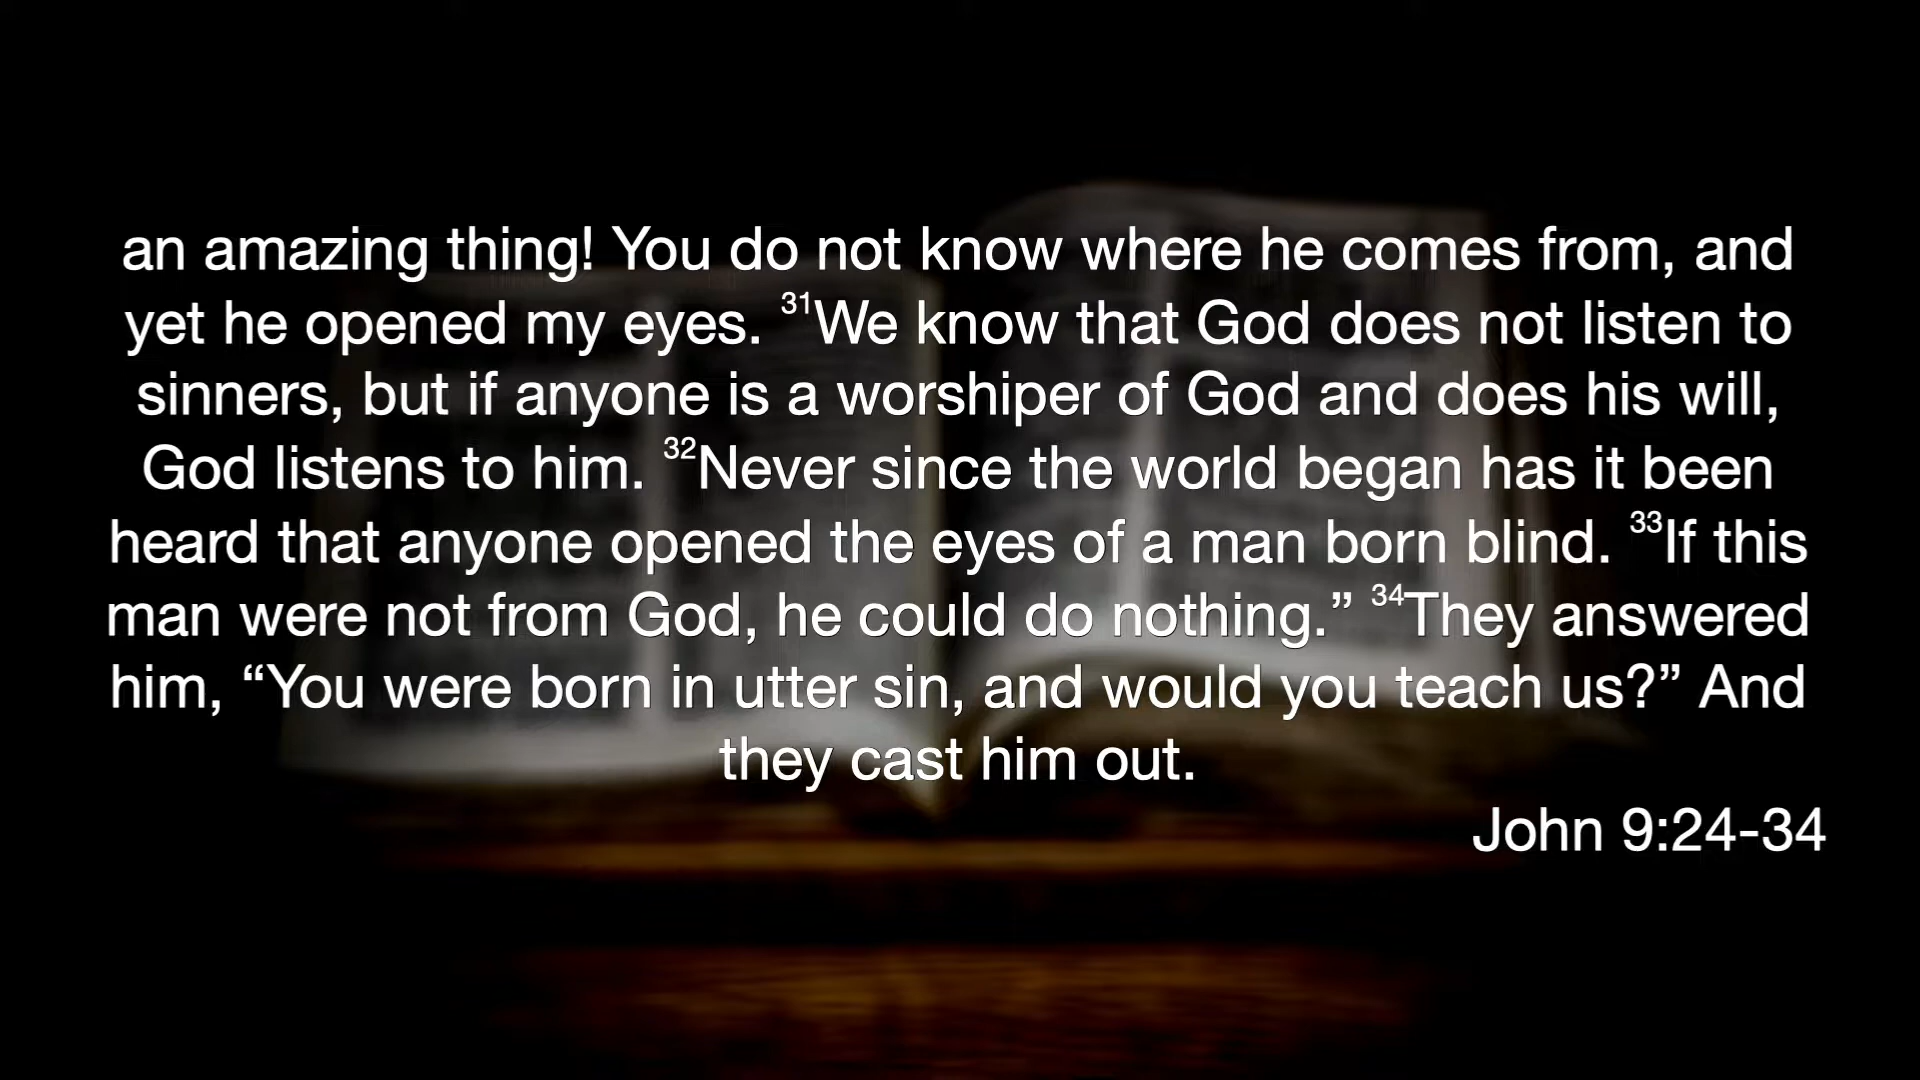 an amazing thing! You do not know where he comes from, and
yet he opened my eyes. ³¹We know that God does not listen to
sinners, but if anyone is a worshiper of God and does his will,
God listens to him. ³²Never since the world began has it been
heard that anyone opened the eyes of a man born blind. ³³If this
man were not from God, he could do nothing.” ³⁴They answered
him, “You were born in utter sin, and would you teach us?” And
they cast him out.
John 9:24-34